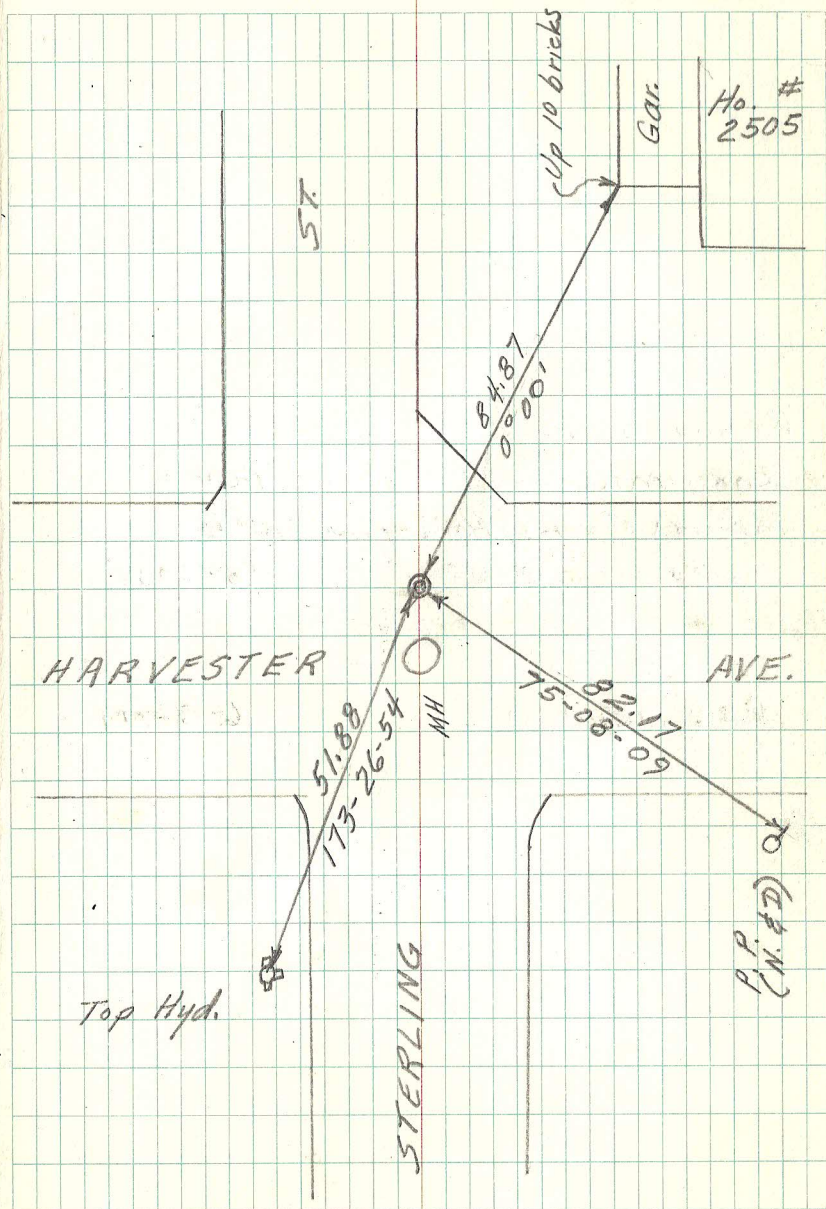 Up 10 bricks
Gar.
Ho. #
2505
ST.
84.87
0°00'
HARVESTER
AVE.
MH
82.17
75-08-09
51.88
173-26-54
P.P.
(N. & D)
Top Hyd.
STERLING